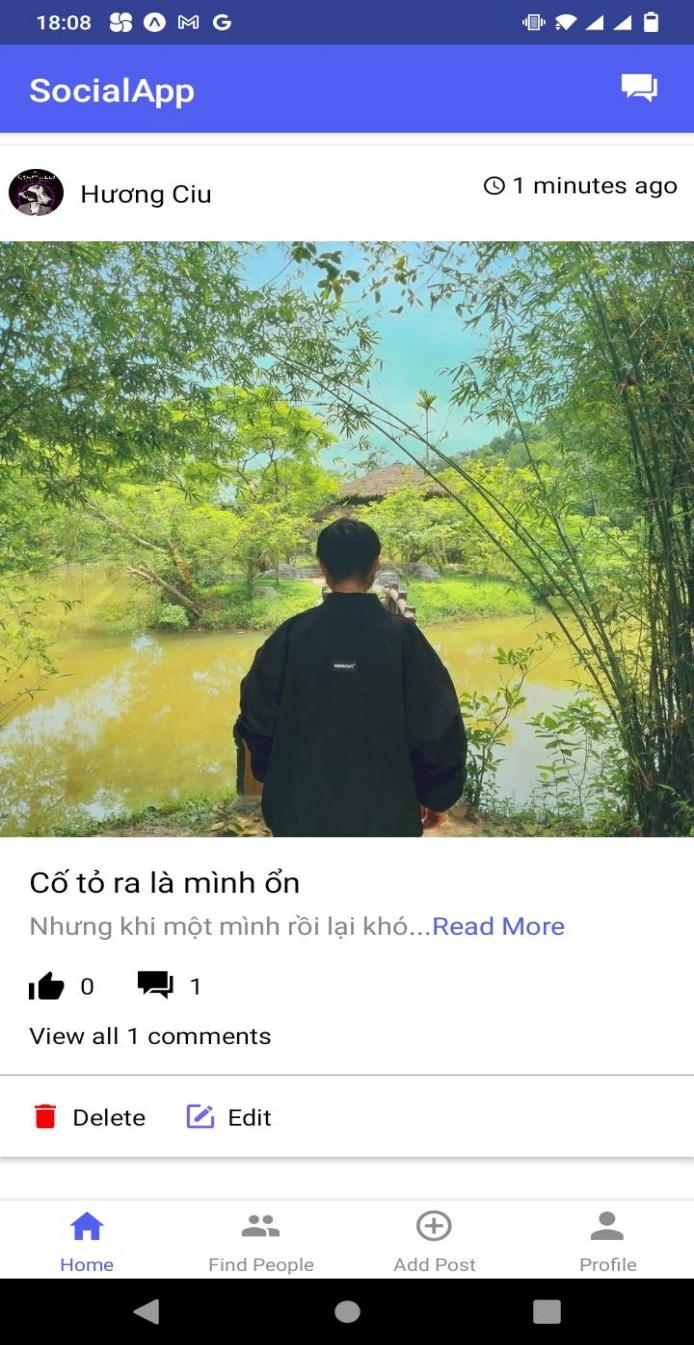 18:08
SocialApp
Hương Ciu
1 minutes ago
Cố tỏ ra là mình ổn
Nhưng khi một mình rồi lại khó...Read More
0 1
View all 1 comments
Delete Edit
Home Find People Add Post Profile